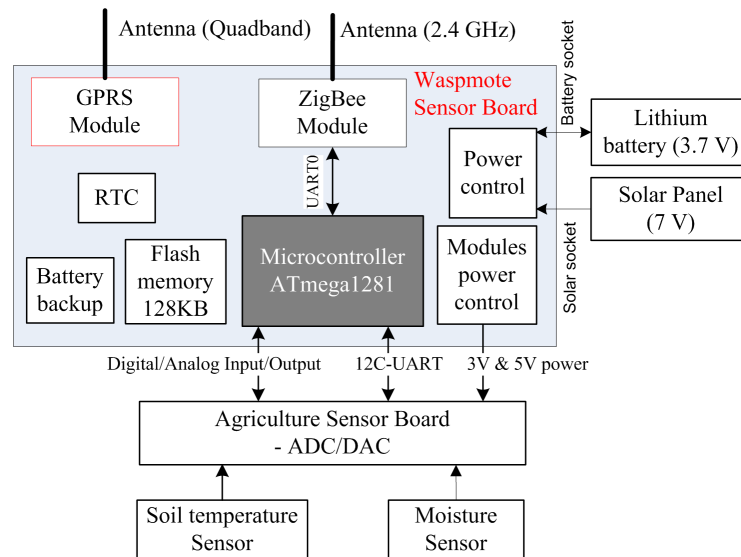 Antenna (Quadband)
Antenna (2.4 GHz)
GPRS
Module
ZigBee
Module
Waspmote
Sensor Board
Battery socket
Lithium
battery (3.7 V)
Power
control
Solar Panel
(7 V)
Solar socket
UART0
RTC
Microcontroller
ATmega1281
Modules
power
control
Battery
backup
Flash
memory
128KB
Digital/Analog Input/Output
12C-UART
3V & 5V power
Agriculture Sensor Board
- ADC/DAC
Soil temperature
Sensor
Moisture
Sensor